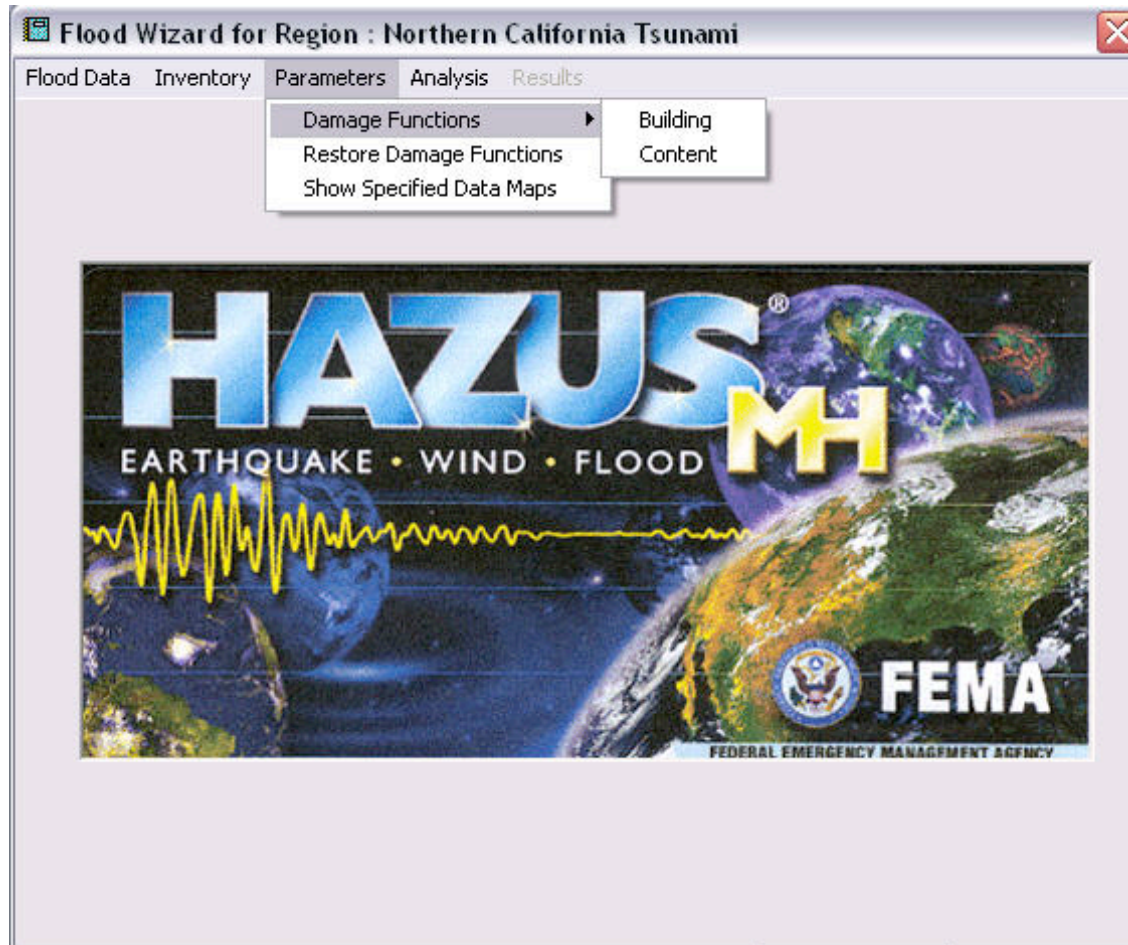 Flood Wizard for Region : Northern California Tsunami
Flood Data Inventory Parameters Analysis Results
Damage Functions Building
Restore Damage Functions Content
Show Specified Data Maps
HAZUS®
MH
EARTHQUAKE • WIND • FLOOD
FEMA
FEDERAL EMERGENCY MANAGEMENT AGENCY